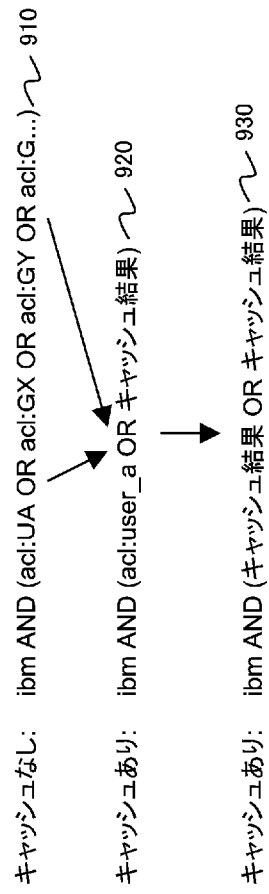 キャッシュなし: ibm AND (acl:UA OR acl:GX OR acl:GY OR acl:G...) 910
キャッシュあり: ibm AND (acl:user_a OR キャッシュ結果) 920
キャッシュあり: ibm AND (キャッシュ結果 OR キャッシュ結果) 930